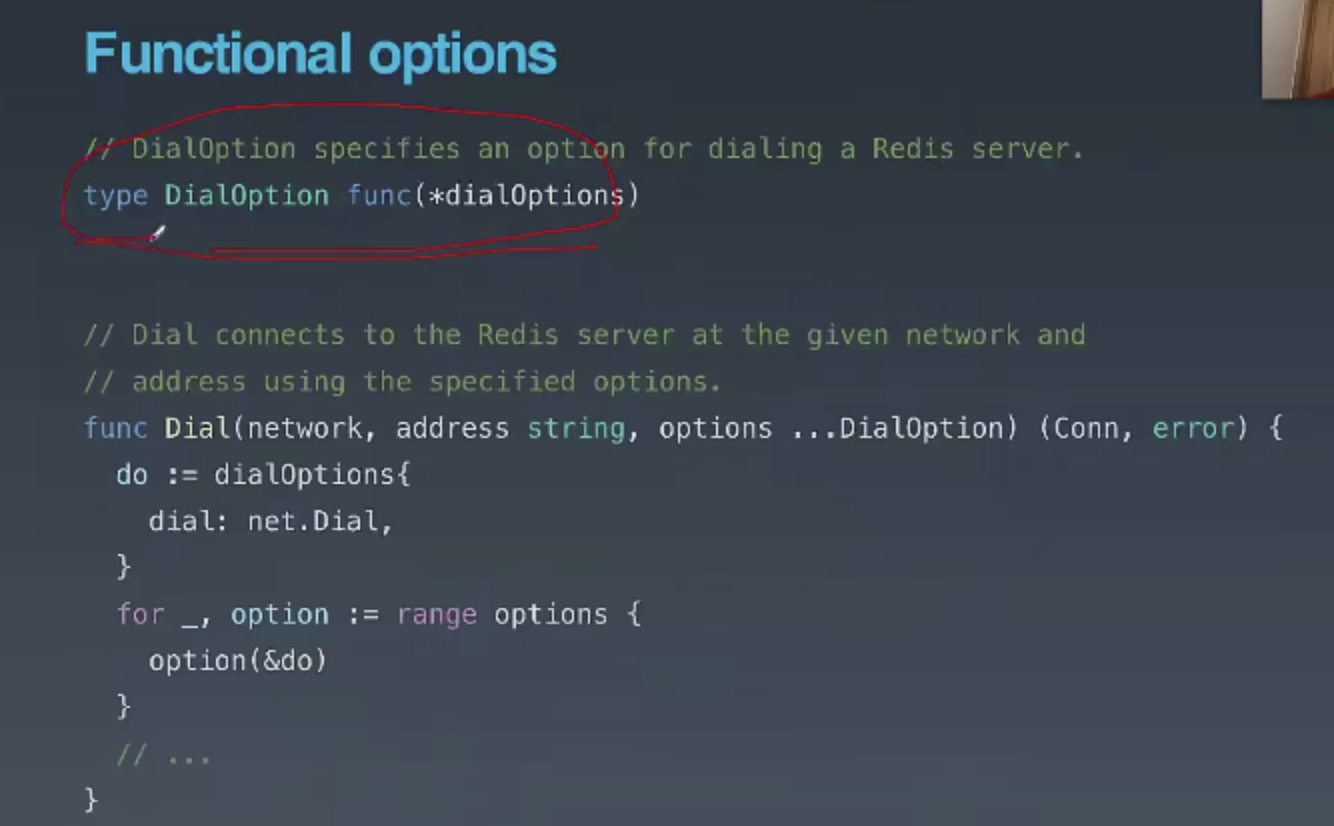 Functional options
// DialOption specifies an option for dialing a Redis server.
type DialOption func(*dialOptions)
// Dial connects to the Redis server at the given network and
// address using the specified options.
func Dial(network, address string, options ...DialOption) (Conn, error) {
do := dialOptions{
dial: net.Dial,
}
for _, option := range options {
option(&do)
}
// ...
}